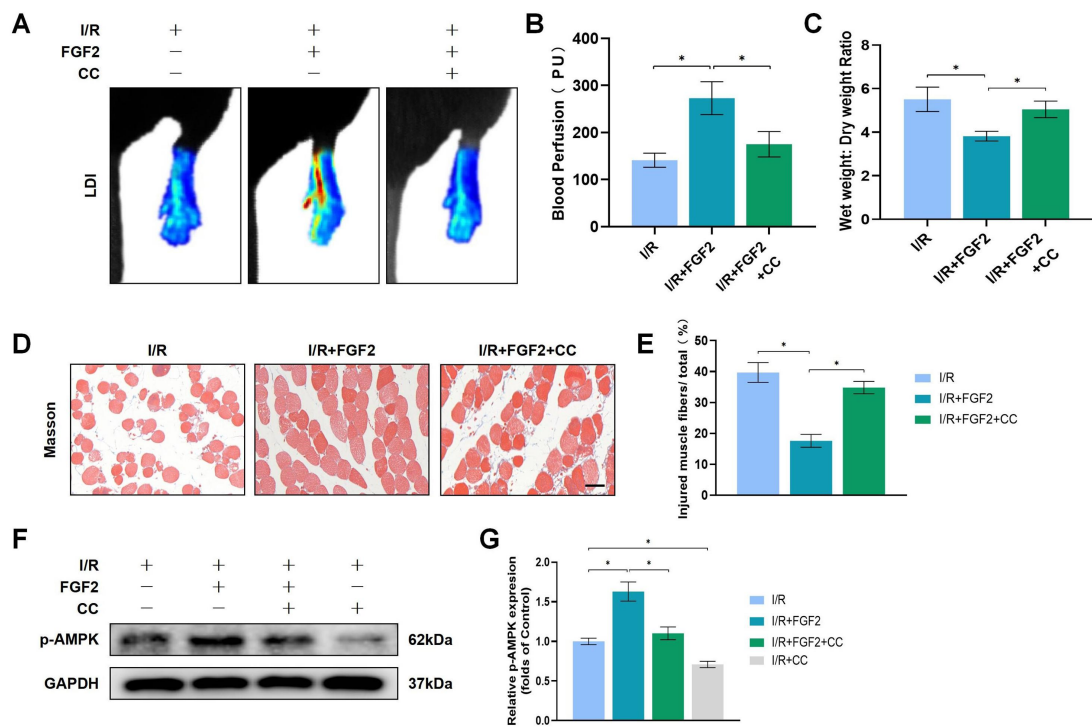 A
I/R + + +
FGF2 − + +
CC − − +
LDI
B
Blood Perfusion（ PU）
400
300
200
100
0
I/R
I/R+FGF2
I/R+FGF2
+CC
*
*
C
Wet weight: Dry weight Ratio
8
6
4
2
0
I/R
I/R+FGF2
I/R+FGF2
+CC
*
*
D
I/R I/R+FGF2 I/R+FGF2+CC
Masson
E
Injured muscle fibers/ total（%）
50
40
30
20
10
0
*
*
I/R
I/R+FGF2
I/R+FGF2+CC
F
I/R + + + +
FGF2 − + + −
CC − − + +
p-AMPK 62kDa
GAPDH 37kDa
G
Relative p-AMPK expression
(folds of Control)
2.0
1.5
1.0
0.5
0.0
*
*
*
I/R
I/R+FGF2
I/R+FGF2+CC
I/R+CC